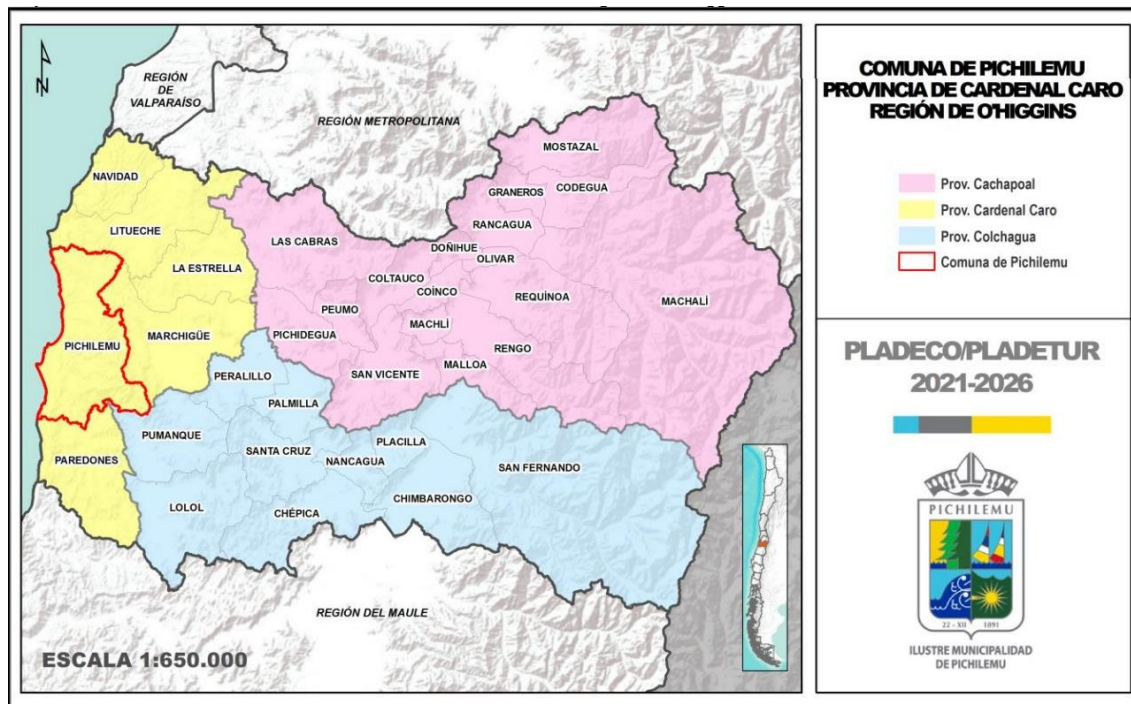 N
REGIÓN
DE
VALPARAÍSO
REGIÓN METROPOLITANA
MOSTAZAL
NAVIDAD
GRANEROS
CODEGUA
RANCAGUA
LITUECHE
LAS CABRAS
DOÑIHUE
OLIVAR
LA ESTRELLA
COLTAUCO
COÍNCO
REQUÍNOA
MACHALÍ
PEUMO
MACHLÍ
PICHILEMU
MARCHIGÜE
PICHIDEGUA
RENGO
MALLOA
SAN VICENTE
PERALILLO
PALMILLA
PUMANQUE
PLACILLA
SANTA CRUZ
NANCAGUA
PAREDONES
SAN FERNANDO
CHIMBARONGO
LOLOL
CHÉPICA
REGIÓN DEL MAULE
ESCALA 1:650.000
COMUNA DE PICHILEMU
PROVINCIA DE CARDENAL CARO
REGIÓN DE O'HIGGINS
Prov. Cachapoal
Prov. Cardenal Caro
Prov. Colchagua
Comuna de Pichilemu
PLADECO/PLADETUR
2021-2026
PICHILEMU
22 - XII 1891
ILUSTRE MUNICIPALIDAD
DE PICHILEMU